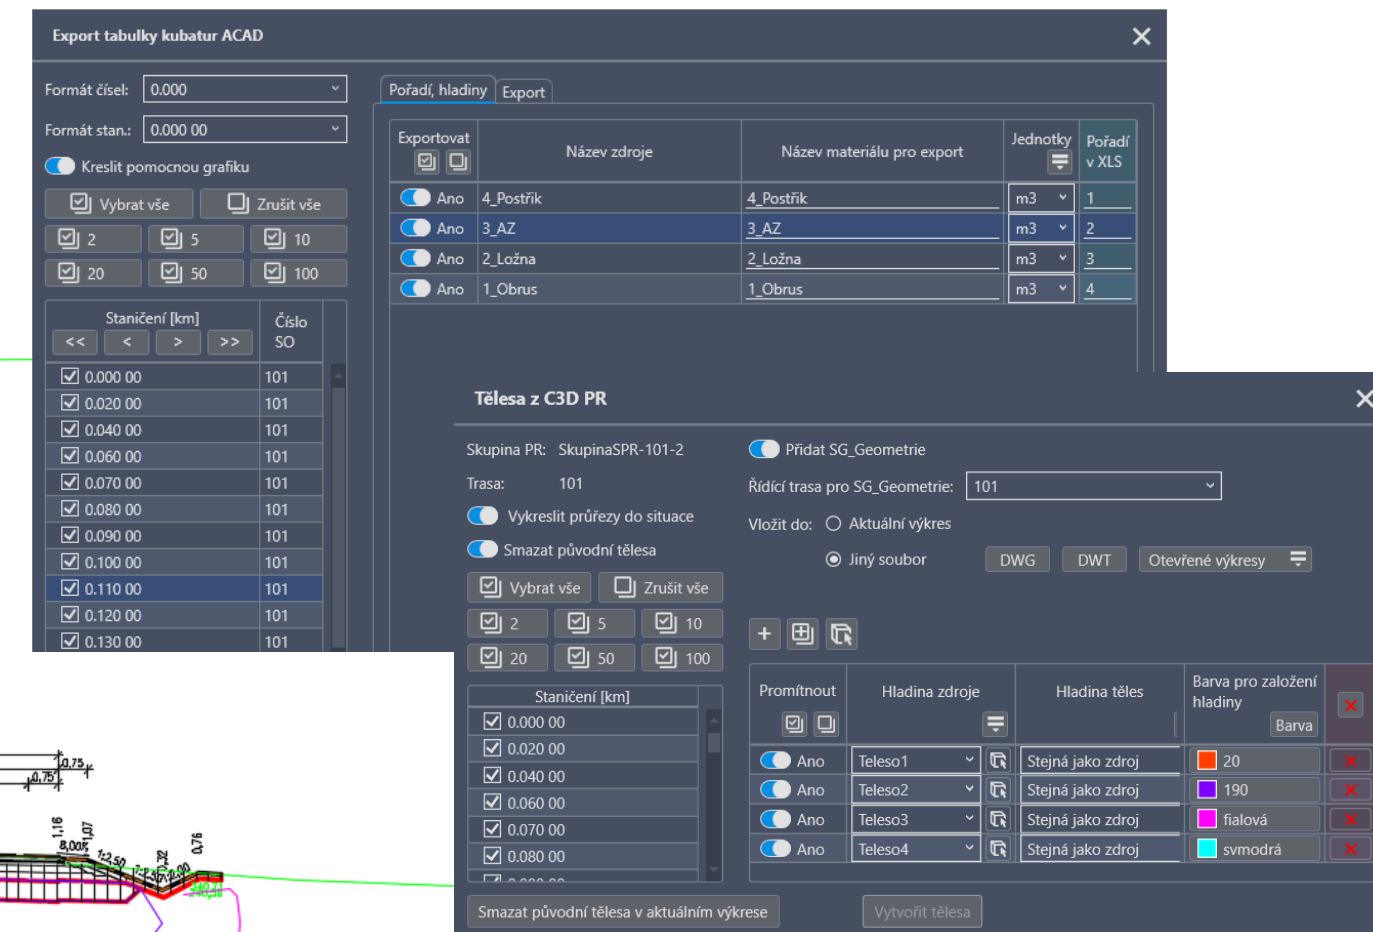 Export tabulky kubatur ACAD
Formát čísel: 0.000
Formát stan.: 0.000 00
Kreslit pomocnou grafiku
Vybrat vše Zrušit vše
2 5 10
20 50 100
Staničení [km] Číslo SO
<< < > >>
0.000 00 101
0.020 00 101
0.040 00 101
0.060 00 101
0.070 00 101
0.080 00 101
0.090 00 101
0.100 00 101
0.110 00 101
0.120 00 101
0.130 00 101
Pořadí, hladiny Export
Exportovat Název zdroje Název materiálu pro export Jednotky Pořadí v XLS
Ano 4_Postřik 4_Postřik m3 1
Ano 3_AZ 3_AZ m3 2
Ano 2_Ložna 2_Ložna m3 3
Ano 1_Obrus 1_Obrus m3 4
Tělesa z C3D PR
Skupina PR: SkupinaSPR-101-2
Trasa: 101
Vykreslit průřezy do situace
Smazat původní tělesa
Vybrat vše Zrušit vše
2 5 10
20 50 100
Staničení [km]
0.000 00
0.020 00
0.040 00
0.060 00
0.070 00
0.080 00
Přidat SG_Geometrie
Řídící trasa pro SG_Geometrie: 101
Vložit do: Aktuální výkres
Jiný soubor DWG DWT Otevřené výkresy
Promítnout Hladina zdroje Hladina těles Barva pro založení hladiny
Barva
Ano Teleso1 Stejná jako zdroj 20
Ano Teleso2 Stejná jako zdroj 190
Ano Teleso3 Stejná jako zdroj fialová
Ano Teleso4 Stejná jako zdroj svmodrá
Smazat původní tělesa v aktuálním výkrese Vytvořit tělesa
0,75
0,75
1,16
1,07
0,76
8,00%
1:2,50